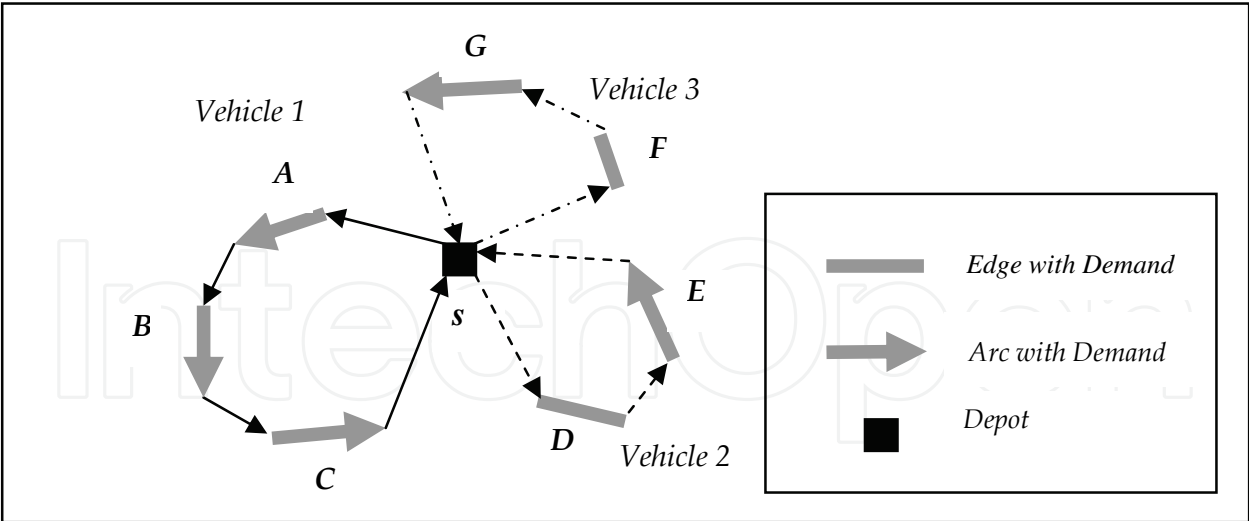 G
Vehicle 3
Vehicle 1
F
A
E
B
s
D
Vehicle 2
C
Edge with Demand
Arc with Demand
Depot